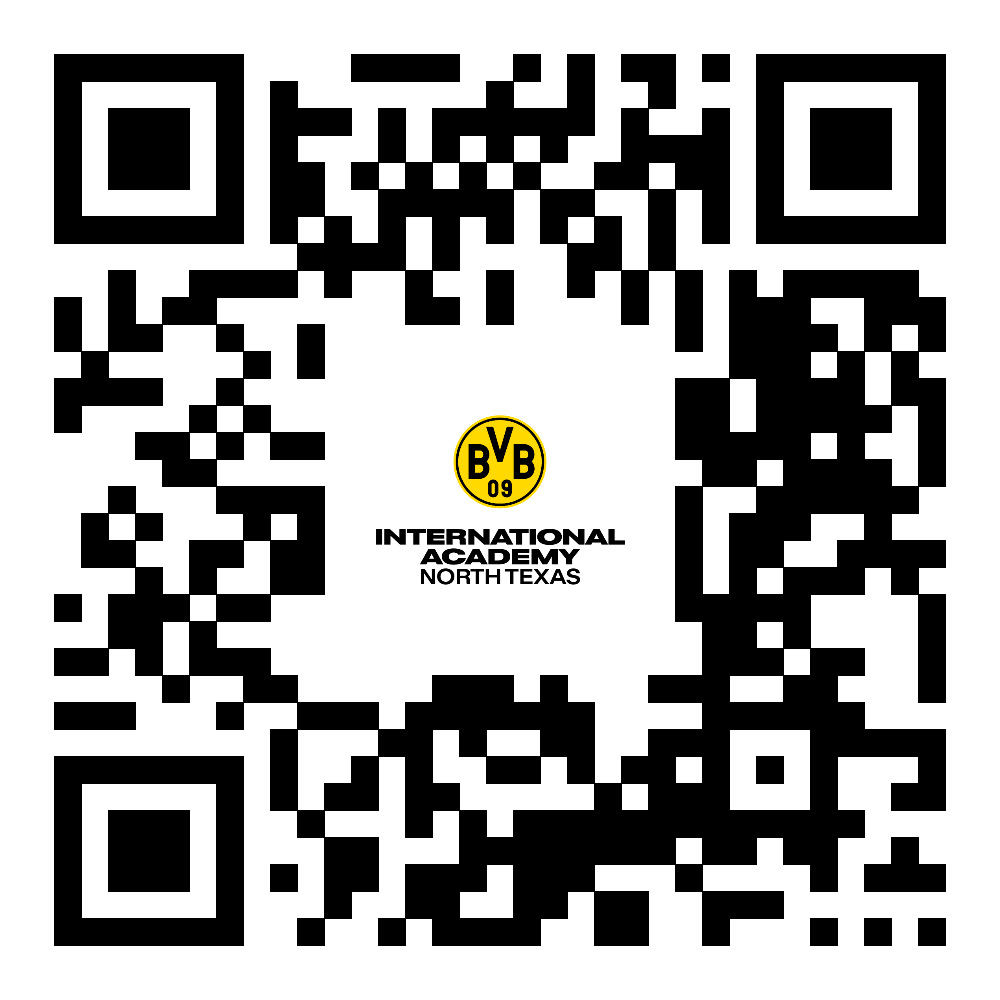 BVB
09
INTERNATIONAL
ACADEMY
NORTH TEXAS